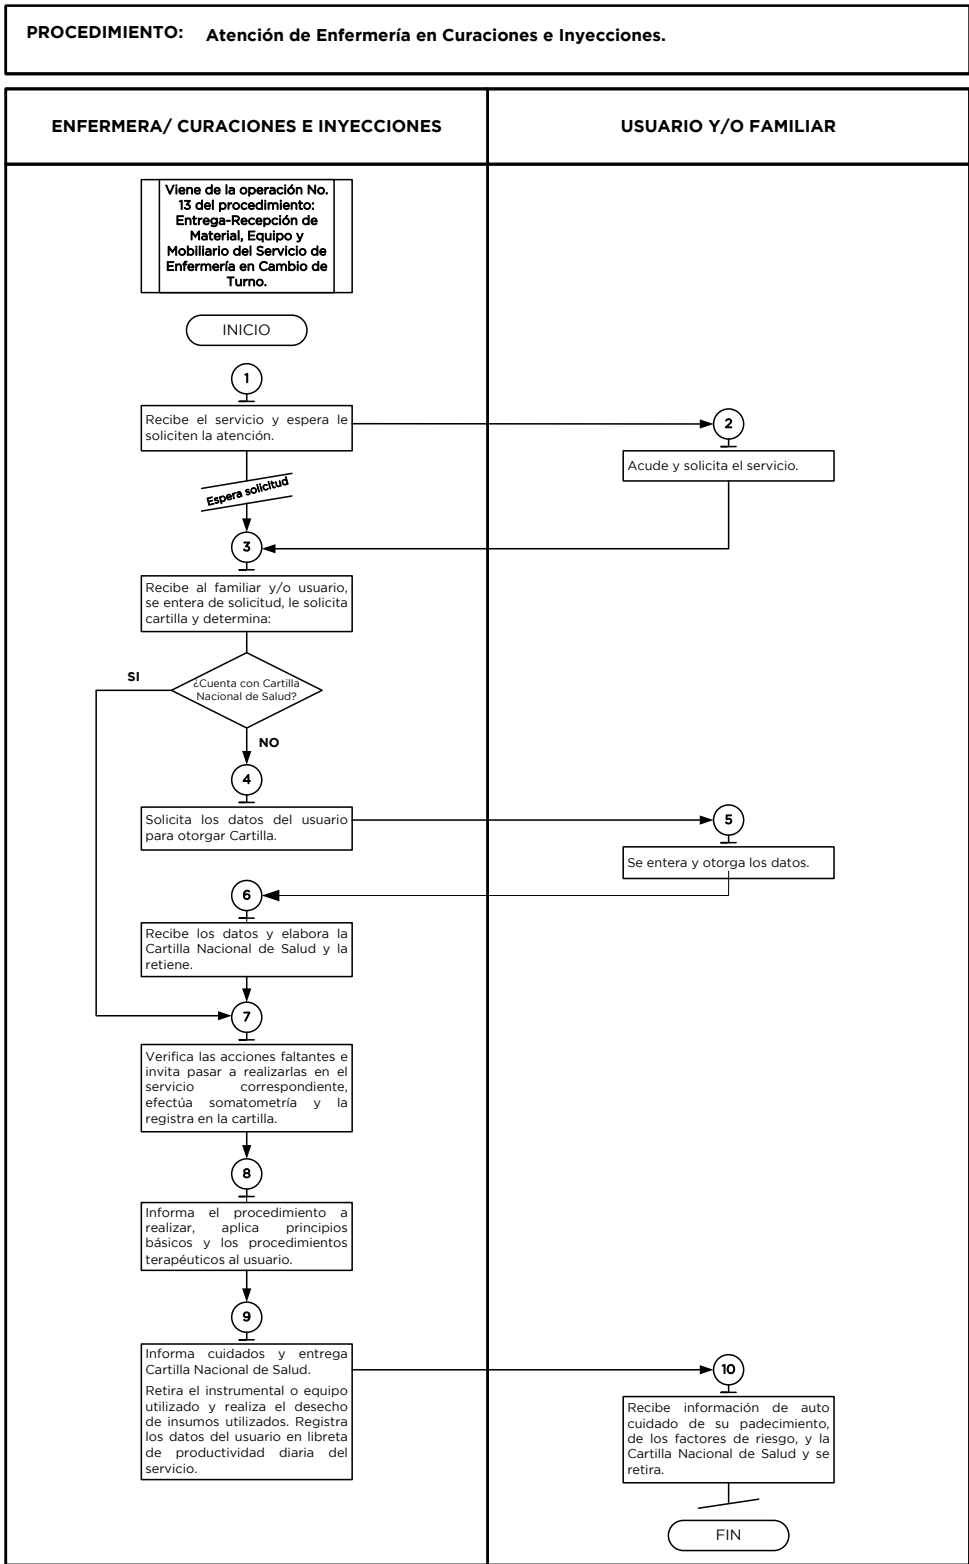 PROCEDIMIENTO: Atención de Enfermería en Curaciones e Inyecciones.
ENFERMERA/ CURACIONES E INYECCIONES
USUARIO Y/O FAMILIAR
Viene de la operación No.
13 del procedimiento:
Entrega-Recepción de
Material, Equipo y
Mobiliario del Servicio de
Enfermería en Cambio de
Turno.
INICIO
1
Recibe el servicio y espera le
soliciten la atención.
2
Acude y solicita el servicio.
Espera solicitud
3
Recibe al familiar y/o usuario,
se entera de solicitud, le solicita
cartilla y determina:
SI
¿Cuenta con Cartilla
Nacional de Salud?
NO
4
Solicita los datos del usuario
para otorgar Cartilla.
5
Se entera y otorga los datos.
6
Recibe los datos y elabora la
Cartilla Nacional de Salud y la
retiene.
7
Verifica las acciones faltantes e
invita pasar a realizarlas en el
servicio correspondiente,
efectúa somatometría y la
registra en la cartilla.
8
Informa el procedimiento a
realizar, aplica principios
básicos y los procedimientos
terapéuticos al usuario.
9
Informa cuidados y entrega
Cartilla Nacional de Salud.
Retira el instrumental o equipo
utilizado y realiza el desecho
de insumos utilizados. Registra
los datos del usuario en libreta
de productividad diaria del
servicio.
10
Recibe información de auto
cuidado de su padecimiento,
de los factores de riesgo, y la
Cartilla Nacional de Salud y se
retira.
FIN